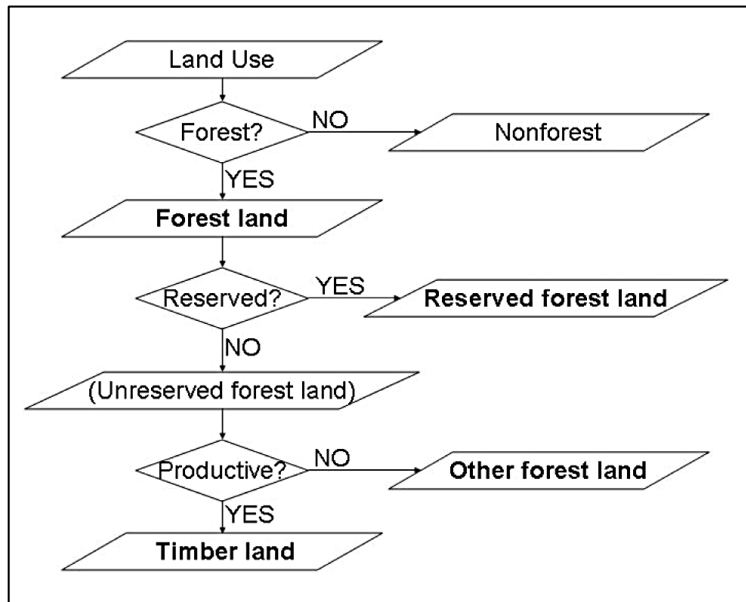 Land Use
Forest?
NO
Nonforest
YES
Forest land
Reserved?
YES
Reserved forest land
NO
(Unreserved forest land)
Productive?
NO
Other forest land
YES
Timber land